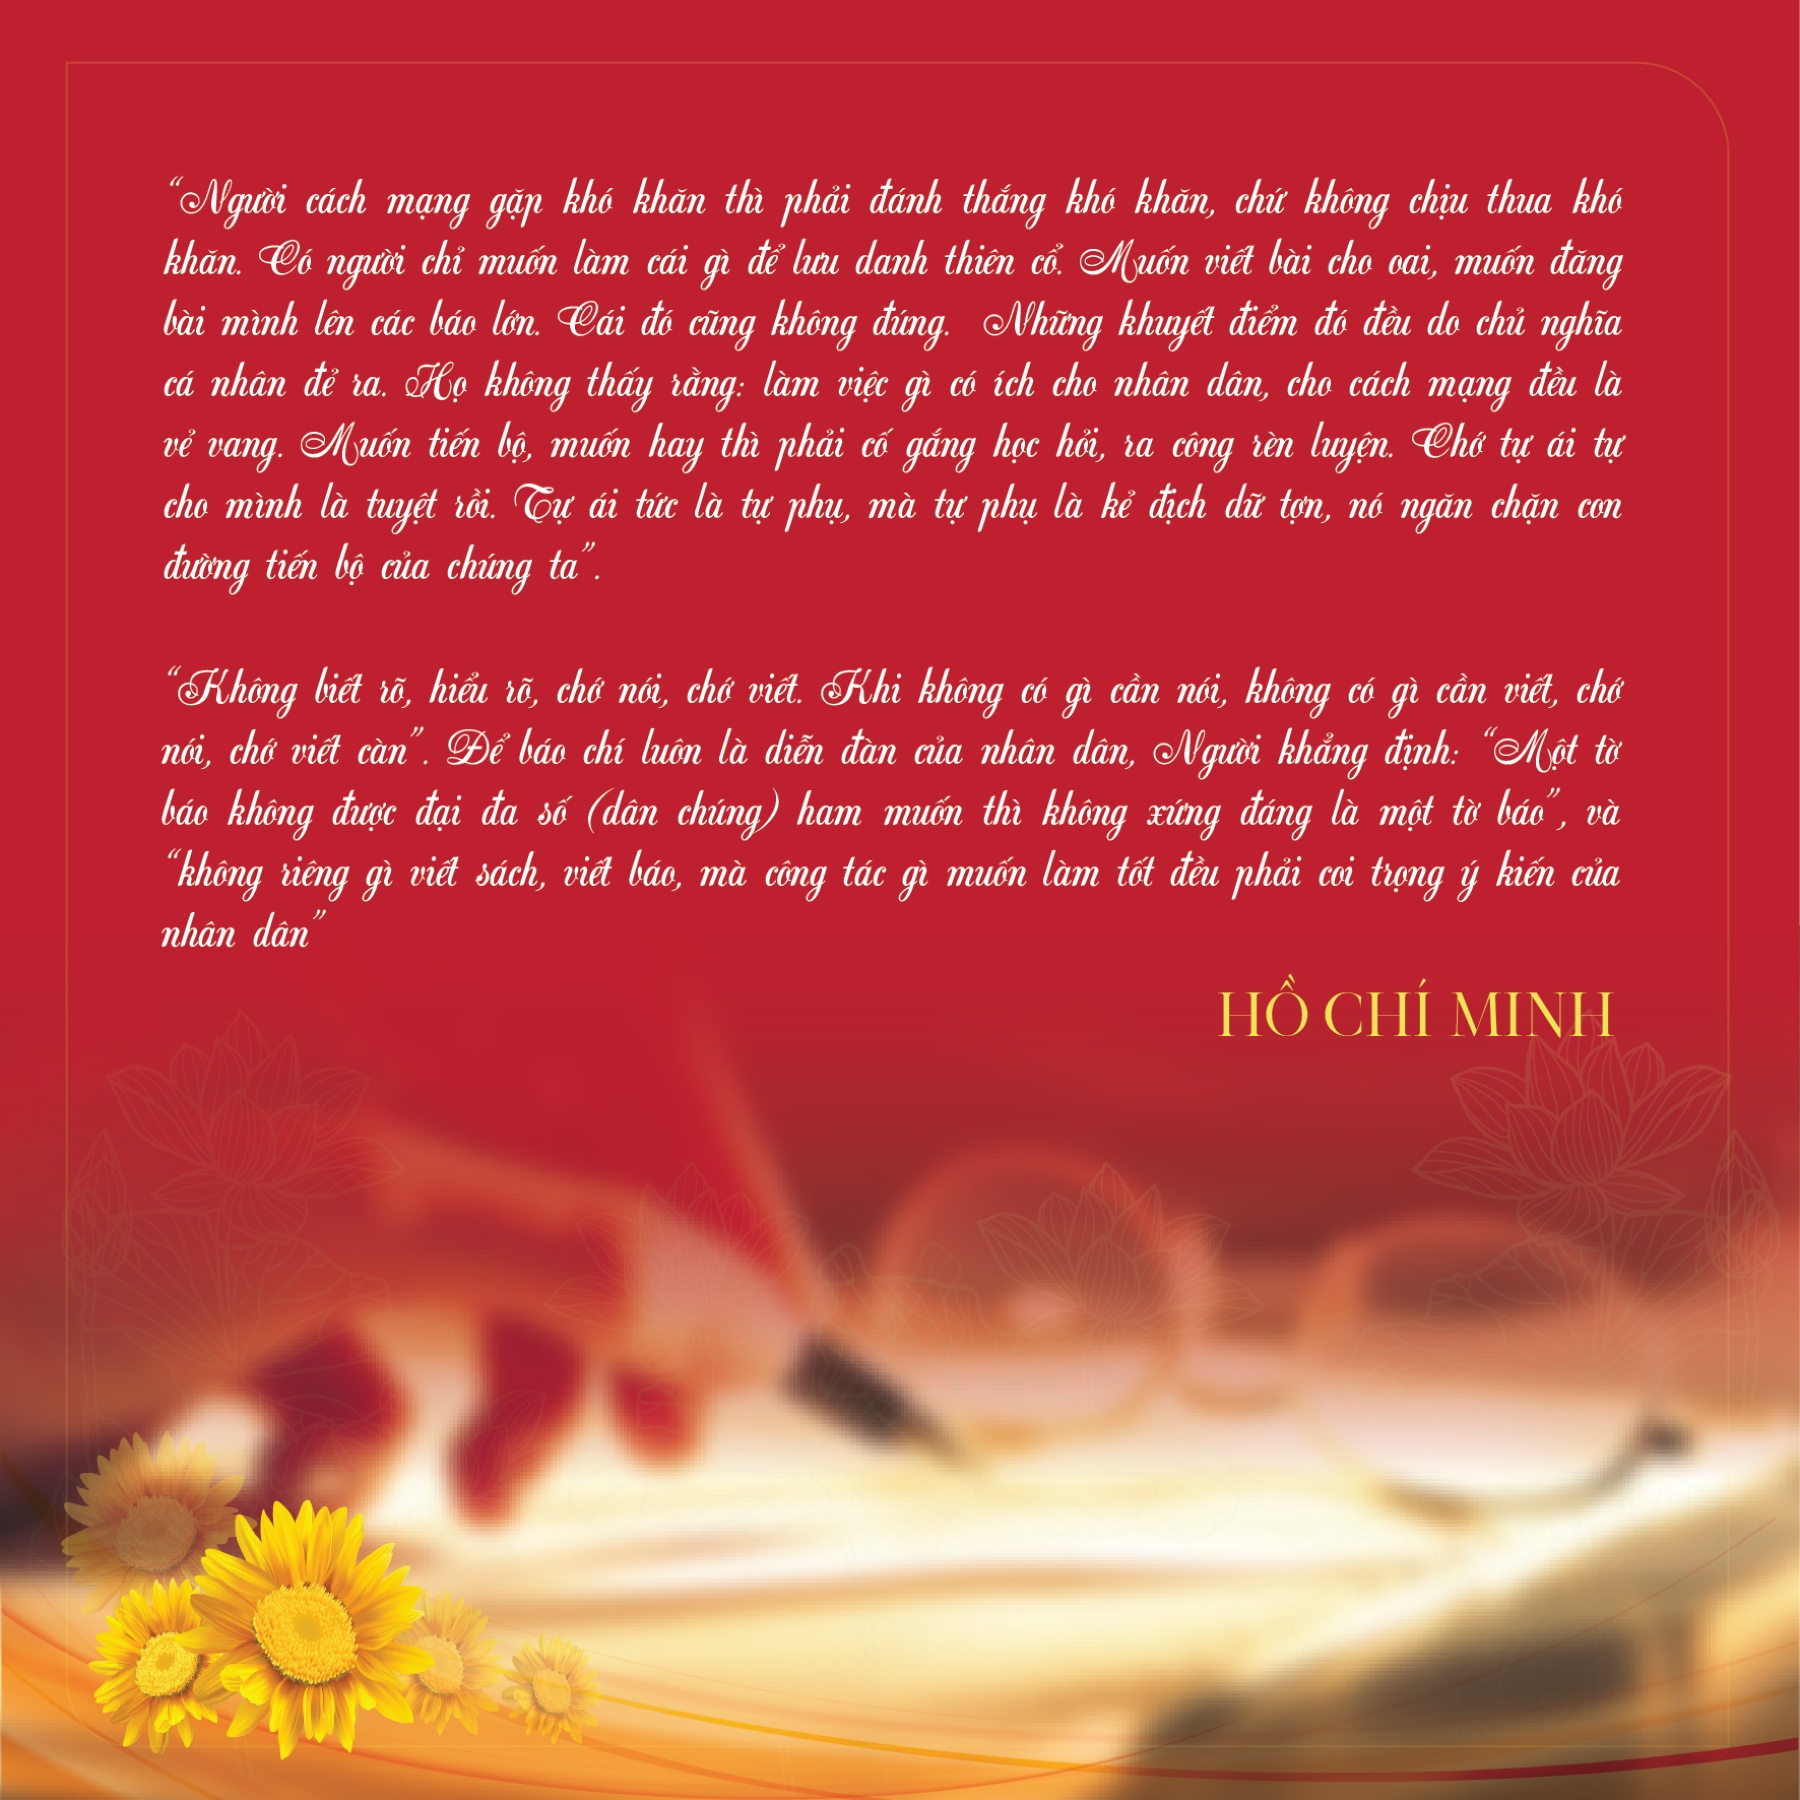 “Người cách mạng gặp khó khăn thì phải đánh thắng khó khăn, chứ không chịu thua khó
khăn. Có người chỉ muốn làm cái gì để lưu danh thiên cổ. Muốn viết bài cho oai, muốn đăng
bài mình lên các báo lớn. Cái đó cũng không đúng. Những khuyết điểm đó đều do chủ nghĩa
cá nhân đẻ ra. Họ không thấy rằng: làm việc gì có ích cho nhân dân, cho cách mạng đều là
vẻ vang. Muốn tiến bộ, muốn hay thì phải cố gắng học hỏi, ra công rèn luyện. Chớ tự ái tự
cho mình là tuyệt rồi. Tự ái tức là tự phụ, mà tự phụ là kẻ địch dữ tợn, nó ngăn chặn con
đường tiến bộ của chúng ta”.
“Không biết rõ, hiểu rõ, chớ nói, chớ viết. Khi không có gì cần nói, không có gì cần viết, chớ
nói, chớ viết càn”. Để báo chí luôn là diễn đàn của nhân dân, Người khẳng định: “Một tờ
báo không được đại đa số (dân chúng) ham muốn thì không xứng đáng là một tờ báo”, và
“không riêng gì viết sách, viết báo, mà công tác gì muốn làm tốt đều phải coi trọng ý kiến của
nhân dân”
HỒ CHÍ MINH